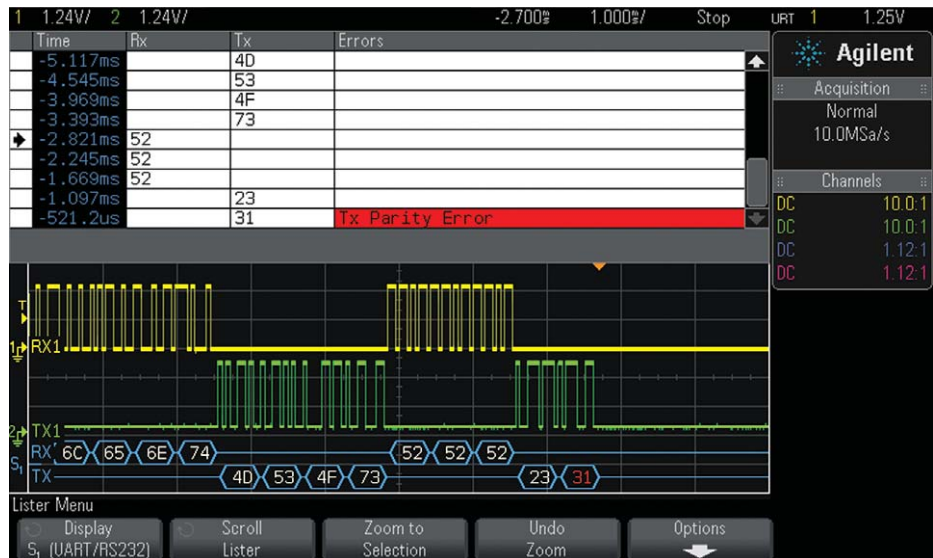 1 1.24V/ 2 1.24V/ -2.700ms 1.000ms/ Stop URT 1 1.25V
Time Rx Tx Errors
-5.117ms 4D
-4.545ms 53
-3.969ms 4F
-3.393ms 73
-2.821ms 52
-2.245ms 52
-1.669ms 52
-1.097ms 23
-521.2us 31 Tx Parity Error
Agilent
Acquisition
Normal
10.0MSa/s
Channels
DC 10.0:1
DC 10.0:1
DC 1.12:1
DC 1.12:1
T
1 RX1
2 TX1
S1
RX 6C 65 6E 74 52 52 52
TX 4D 53 4F 73 23 31
Lister Menu
Display
S1 (UART/RS232)
Scroll
Lister
Zoom to
Selection
Undo
Zoom
Options